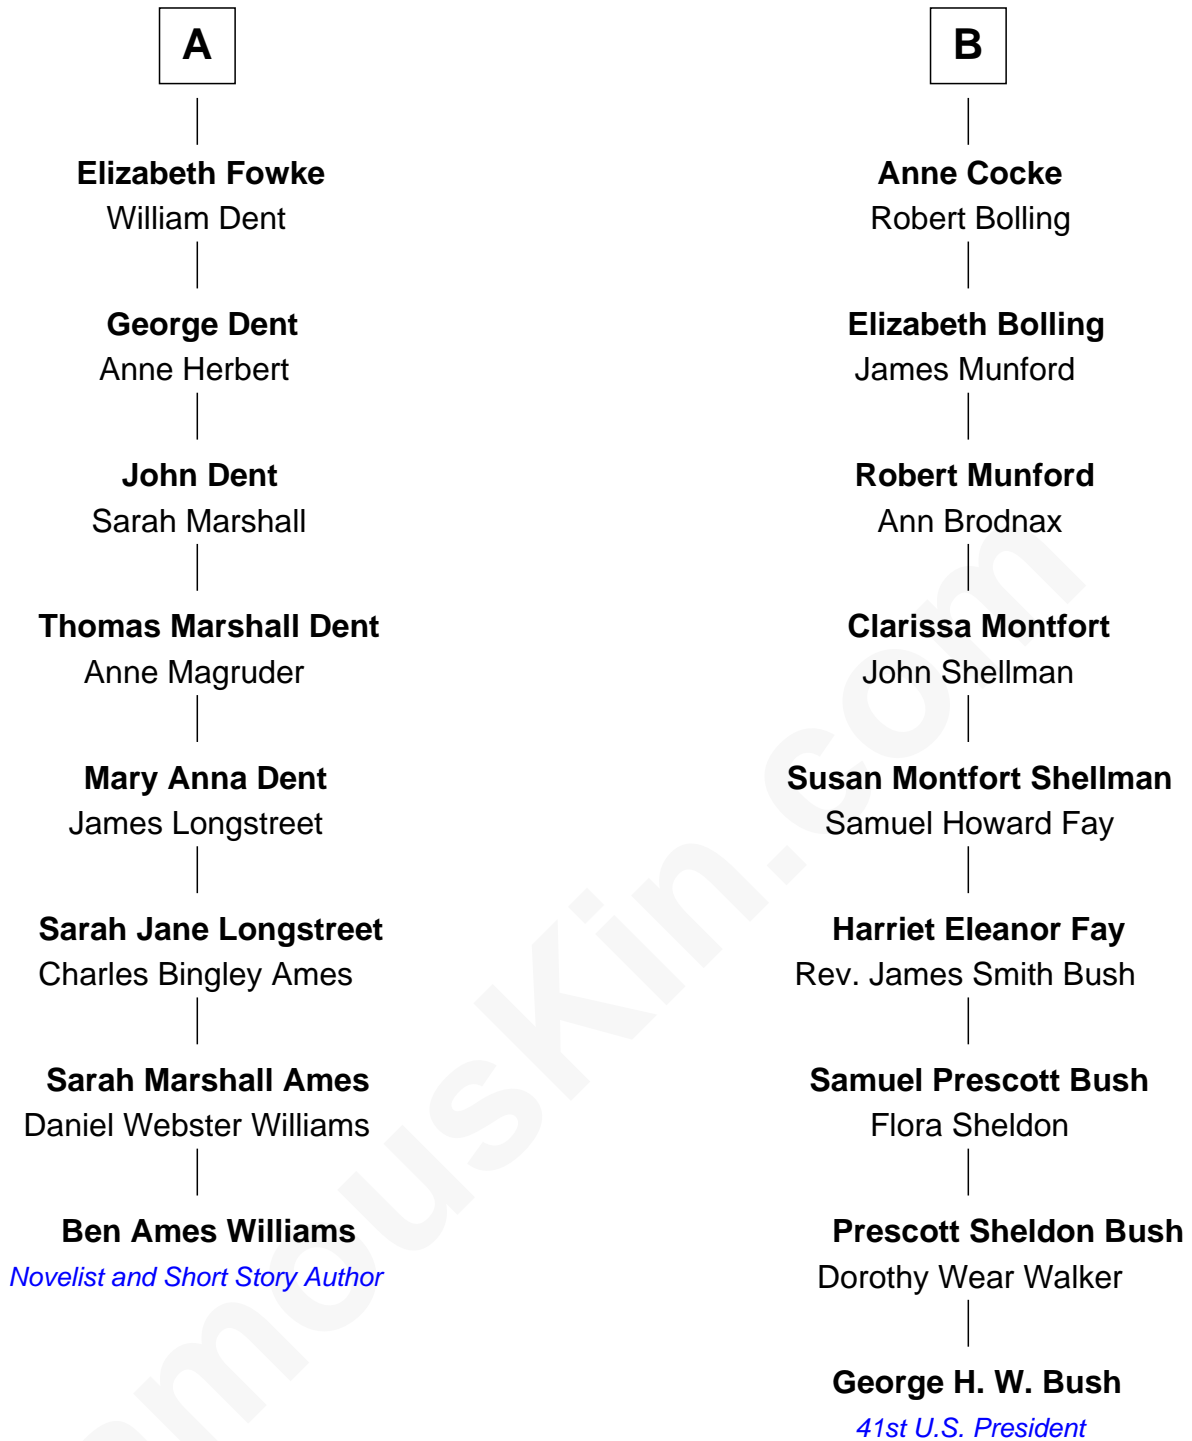 A
Elizabeth Fowke
William Dent
George Dent
Anne Herbert
John Dent
Sarah Marshall
Thomas Marshall Dent
Anne Magruder
Mary Anna Dent
James Longstreet
Sarah Jane Longstreet
Charles Bingley Ames
Sarah Marshall Ames
Daniel Webster Williams
Ben Ames Williams
Novelist and Short Story Author
B
Anne Cocke
Robert Bolling
Elizabeth Bolling
James Munford
Robert Munford
Ann Brodnax
Clarissa Montfort
John Shellman
Susan Montfort Shellman
Samuel Howard Fay
Harriet Eleanor Fay
Rev. James Smith Bush
Samuel Prescott Bush
Flora Sheldon
Prescott Sheldon Bush
Dorothy Wear Walker
George H. W. Bush
41st U.S. President
amouskin.com